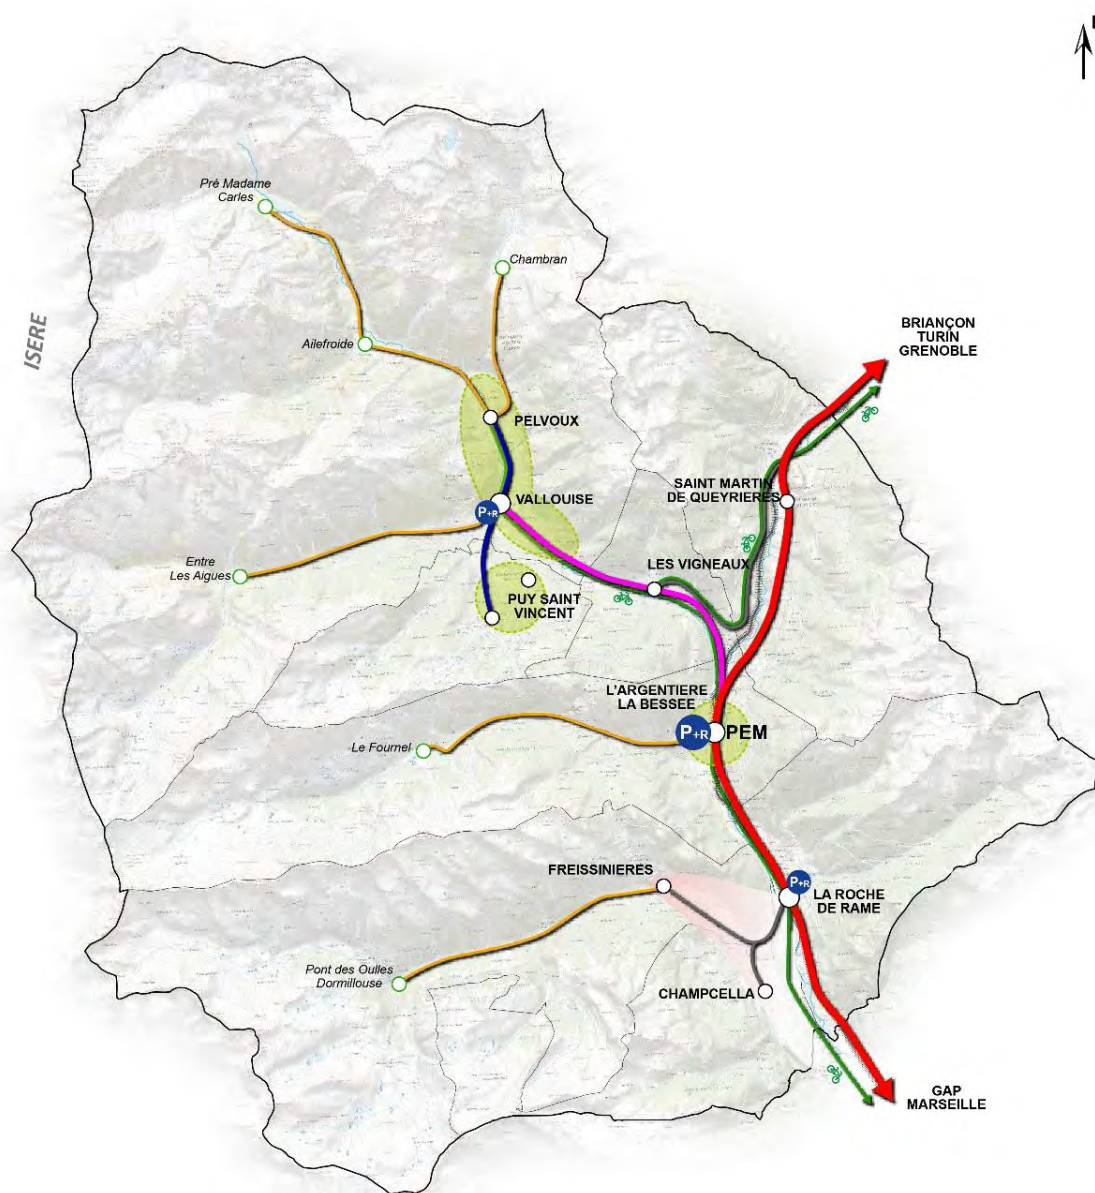 Pré Madame
Carles
Chambran
ISERE
Ailefroide
BRIANÇON
TURIN
GRENOBLE
PELVOUX
SAINT MARTIN
DE QUEYRIERES
VALLOUISE
P+R
LES VIGNEAUX
Entre
Les Aigues
PUY SAINT
VINCENT
L'ARGENTIERE
LA BESSEE
P+R
PEM
Le Fournel
FREISSINIERES
P+R
LA ROCHE
DE RAME
Pont des Oulles
Dormillouse
CHAMPCELLA
GAP
MARSEILLE